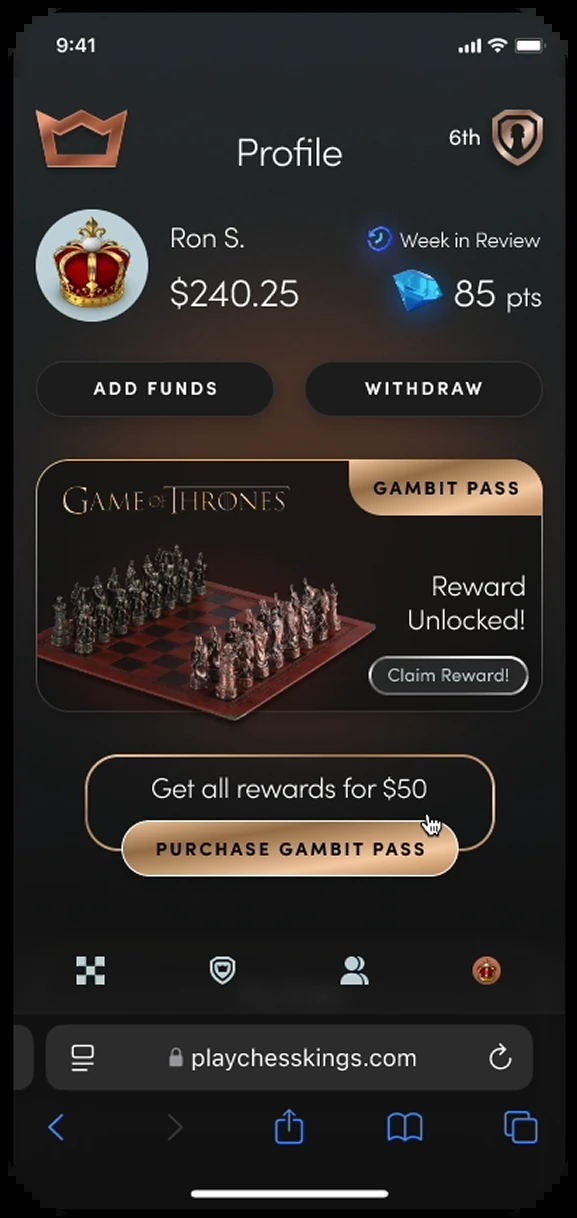 9:41
Profile
6th
Ron S.
$240.25
Week in Review
85 pts
ADD FUNDS
WITHDRAW
GAME OF THRONES
GAMBIT PASS
Reward
Unlocked!
Claim Reward!
Get all rewards for $50
PURCHASE GAMBIT PASS
playchesskings.com